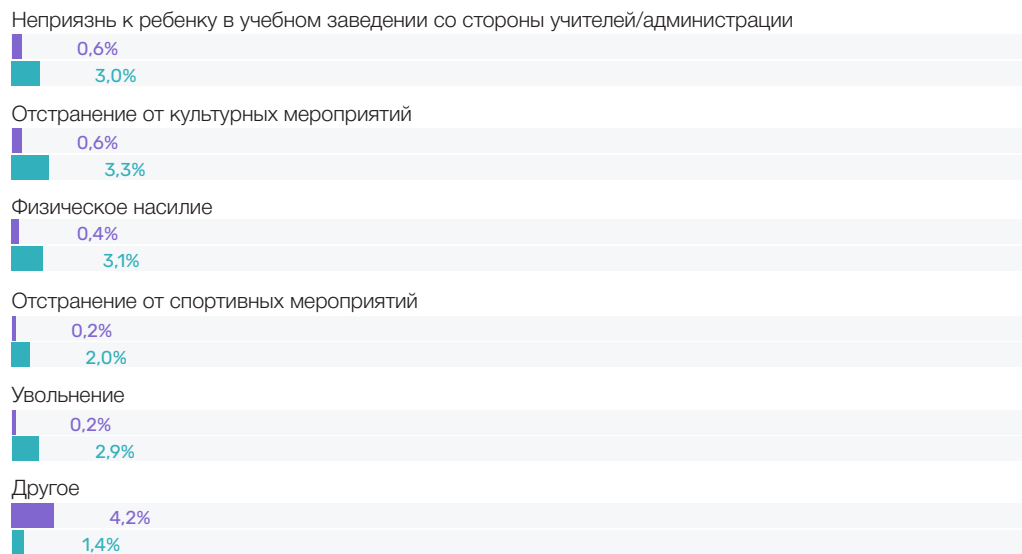 Неприязнь к ребенку в учебном заведении со стороны учителей/администрации
0,6%
3,0%
Отстранение от культурных мероприятий
0,6%
3,3%
Физическое насилие
0,4%
3,1%
Отстранение от спортивных мероприятий
0,2%
2,0%
Увольнение
0,2%
2,9%
Другое
4,2%
1,4%